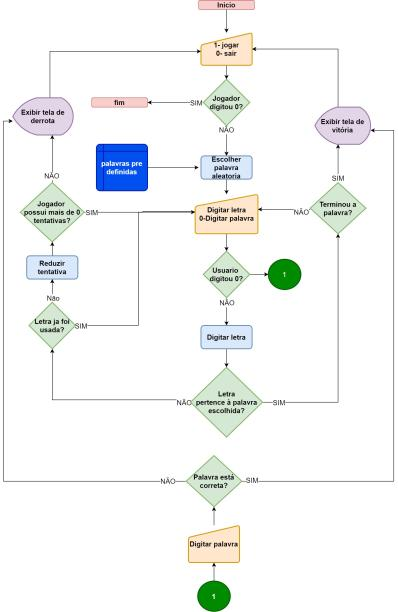 Inicio
1- jogar
0- sair
fim
SIM
Jogador
digitou 0?
NÃO
Exibir tela de
derrota
Exibir tela de
vitória
palavras pre
definidas
Escolher
palavra
aleatoria
NÃO
SIM
Jogador
possui mais de 0
tentativas?
SIM
Digitar letra
0-Digitar palavra
NÃO
Terminou a
palavra?
Reduzir
tentativa
Usuario
digitou 0?
1
Não
NÃO
Letra ja foi
usada?
SIM
Digitar letra
NÃO
Letra
pertence à palavra
escolhida?
SIM
NÃO
Palavra está
correta?
SIM
Digitar palavra
1